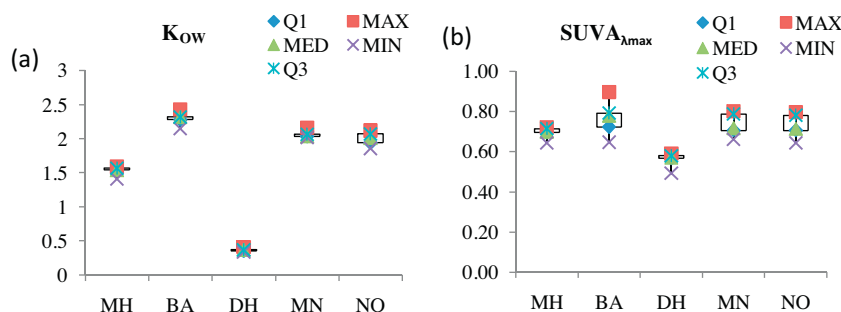 (a)
K_OW
Q1 MAX
MED MIN
Q3
3
2.5
2
1.5
1
0.5
0
MH BA DH MN NO
(b)
SUVA_λmax
Q1 MAX
MED MIN
Q3
1.00
0.80
0.60
0.40
0.20
0.00
MH BA DH MN NO